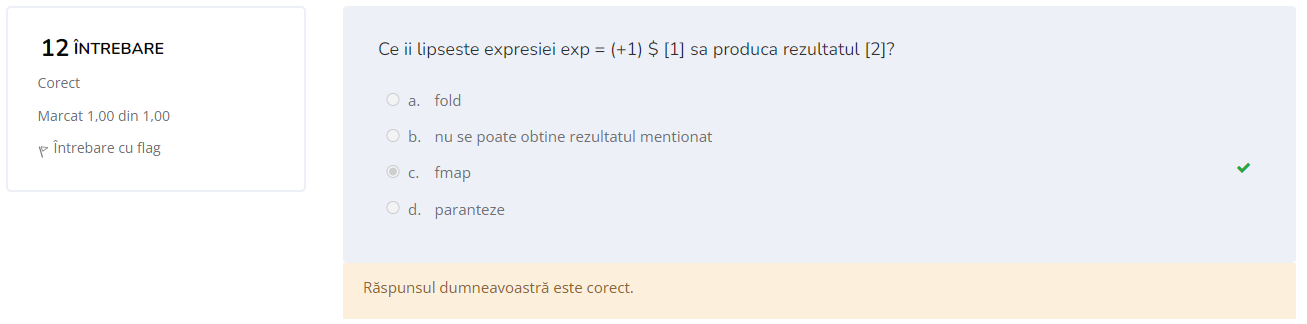 12 ÎNTREBARE
Corect
Marcat 1,00 din 1,00
Întrebare cu flag
Ce ii lipseste expresiei exp = (+1) $ [1] sa produca rezultatul [2]?
a. fold
b. nu se poate obtine rezultatul mentionat
c. fmap
d. paranteze
Răspunsul dumneavoastră este corect.